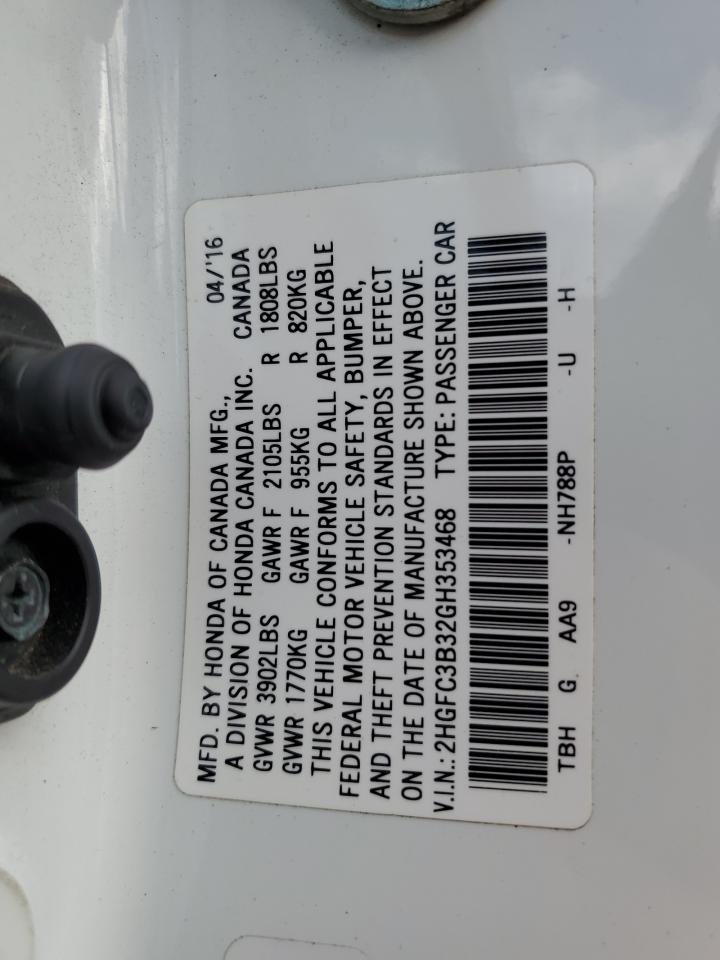 MFD. BY HONDA OF CANADA MFG., 04/'16
A DIVISION OF HONDA CANADA INC. CANADA
GVWR 3902LBS GAWR F 2105LBS R 1808LBS
GVWR 1770KG GAWR F 955KG R 820KG
THIS VEHICLE CONFORMS TO ALL APPLICABLE
FEDERAL MOTOR VEHICLE SAFETY, BUMPER,
AND THEFT PREVENTION STANDARDS IN EFFECT
ON THE DATE OF MANUFACTURE SHOWN ABOVE.
V.I.N.: 2HGFC3B32GH353468 TYPE: PASSENGER CAR
TBH G. AA9 -NH788P -U -H